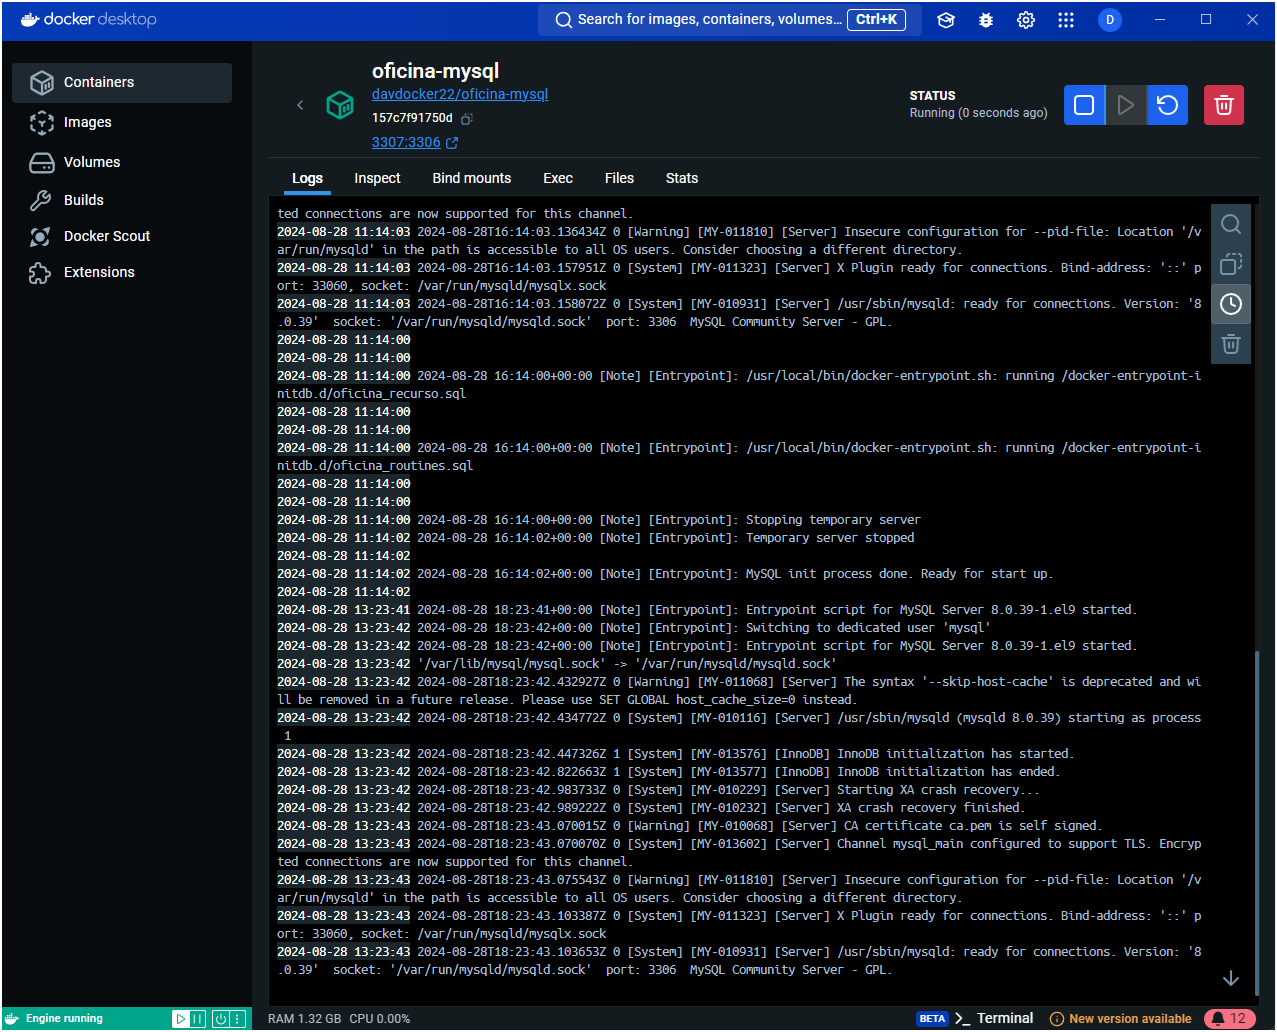 docker desktop
Search for images, containers, volumes... Ctrl+K
D
Containers
Images
Volumes
Builds
Docker Scout
Extensions
oficina-mysql
davdocker22/oficina-mysql
157c7f91750d
3307:3306
STATUS
Running (0 seconds ago)
Logs Inspect Bind mounts Exec Files Stats
ted connections are now supported for this channel.
2024-08-28 11:14:03 2024-08-28T16:14:03.136434Z 0 [Warning] [MY-011810] [Server] Insecure configuration for --pid-file: Location '/v
ar/run/mysqld' in the path is accessible to all OS users. Consider choosing a different directory.
2024-08-28 11:14:03 2024-08-28T16:14:03.157951Z 0 [System] [MY-011323] [Server] X Plugin ready for connections. Bind-address: '::' p
ort: 33060, socket: /var/run/mysqld/mysqlx.sock
2024-08-28 11:14:03 2024-08-28T16:14:03.158072Z 0 [System] [MY-010931] [Server] /usr/sbin/mysqld: ready for connections. Version: '8
.0.39'  socket: '/var/run/mysqld/mysqld.sock'  port: 3306  MySQL Community Server - GPL.
2024-08-28 11:14:00
2024-08-28 11:14:00
2024-08-28 11:14:00 2024-08-28 16:14:00+00:00 [Note] [Entrypoint]: /usr/local/bin/docker-entrypoint.sh: running /docker-entrypoint-i
nitdb.d/oficina_recurso.sql
2024-08-28 11:14:00
2024-08-28 11:14:00
2024-08-28 11:14:00 2024-08-28 16:14:00+00:00 [Note] [Entrypoint]: /usr/local/bin/docker-entrypoint.sh: running /docker-entrypoint-i
nitdb.d/oficina_routines.sql
2024-08-28 11:14:00
2024-08-28 11:14:00
2024-08-28 11:14:00 2024-08-28 16:14:00+00:00 [Note] [Entrypoint]: Stopping temporary server
2024-08-28 11:14:02 2024-08-28 16:14:02+00:00 [Note] [Entrypoint]: Temporary server stopped
2024-08-28 11:14:02
2024-08-28 11:14:02 2024-08-28 16:14:02+00:00 [Note] [Entrypoint]: MySQL init process done. Ready for start up.
2024-08-28 11:14:02
2024-08-28 13:23:41 2024-08-28 18:23:41+00:00 [Note] [Entrypoint]: Entrypoint script for MySQL Server 8.0.39-1.el9 started.
2024-08-28 13:23:42 2024-08-28 18:23:42+00:00 [Note] [Entrypoint]: Switching to dedicated user 'mysql'
2024-08-28 13:23:42 2024-08-28 18:23:42+00:00 [Note] [Entrypoint]: Entrypoint script for MySQL Server 8.0.39-1.el9 started.
2024-08-28 13:23:42 '/var/lib/mysql/mysql.sock' -> '/var/run/mysqld/mysqld.sock'
2024-08-28 13:23:42 2024-08-28T18:23:42.432927Z 0 [Warning] [MY-011068] [Server] The syntax '--skip-host-cache' is deprecated and wi
ll be removed in a future release. Please use SET GLOBAL host_cache_size=0 instead.
2024-08-28 13:23:42 2024-08-28T18:23:42.434772Z 0 [System] [MY-010116] [Server] /usr/sbin/mysqld (mysqld 8.0.39) starting as process
1
2024-08-28 13:23:42 2024-08-28T18:23:42.447326Z 1 [System] [MY-013576] [InnoDB] InnoDB initialization has started.
2024-08-28 13:23:42 2024-08-28T18:23:42.822663Z 1 [System] [MY-013577] [InnoDB] InnoDB initialization has ended.
2024-08-28 13:23:42 2024-08-28T18:23:42.983733Z 0 [System] [MY-010229] [Server] Starting XA crash recovery...
2024-08-28 13:23:42 2024-08-28T18:23:42.989222Z 0 [System] [MY-010232] [Server] XA crash recovery finished.
2024-08-28 13:23:43 2024-08-28T18:23:43.070015Z 0 [Warning] [MY-010068] [Server] CA certificate ca.pem is self signed.
2024-08-28 13:23:43 2024-08-28T18:23:43.070070Z 0 [System] [MY-013602] [Server] Channel mysql_main configured to support TLS. Encryp
ted connections are now supported for this channel.
2024-08-28 13:23:43 2024-08-28T18:23:43.075543Z 0 [Warning] [MY-011810] [Server] Insecure configuration for --pid-file: Location '/v
ar/run/mysqld' in the path is accessible to all OS users. Consider choosing a different directory.
2024-08-28 13:23:43 2024-08-28T18:23:43.103387Z 0 [System] [MY-011323] [Server] X Plugin ready for connections. Bind-address: '::' p
ort: 33060, socket: /var/run/mysqld/mysqlx.sock
2024-08-28 13:23:43 2024-08-28T18:23:43.103653Z 0 [System] [MY-010931] [Server] /usr/sbin/mysqld: ready for connections. Version: '8
.0.39'  socket: '/var/run/mysqld/mysqld.sock'  port: 3306  MySQL Community Server - GPL.
Engine running
RAM 1.32 GB CPU 0.00%
BETA >_ Terminal
New version available
12